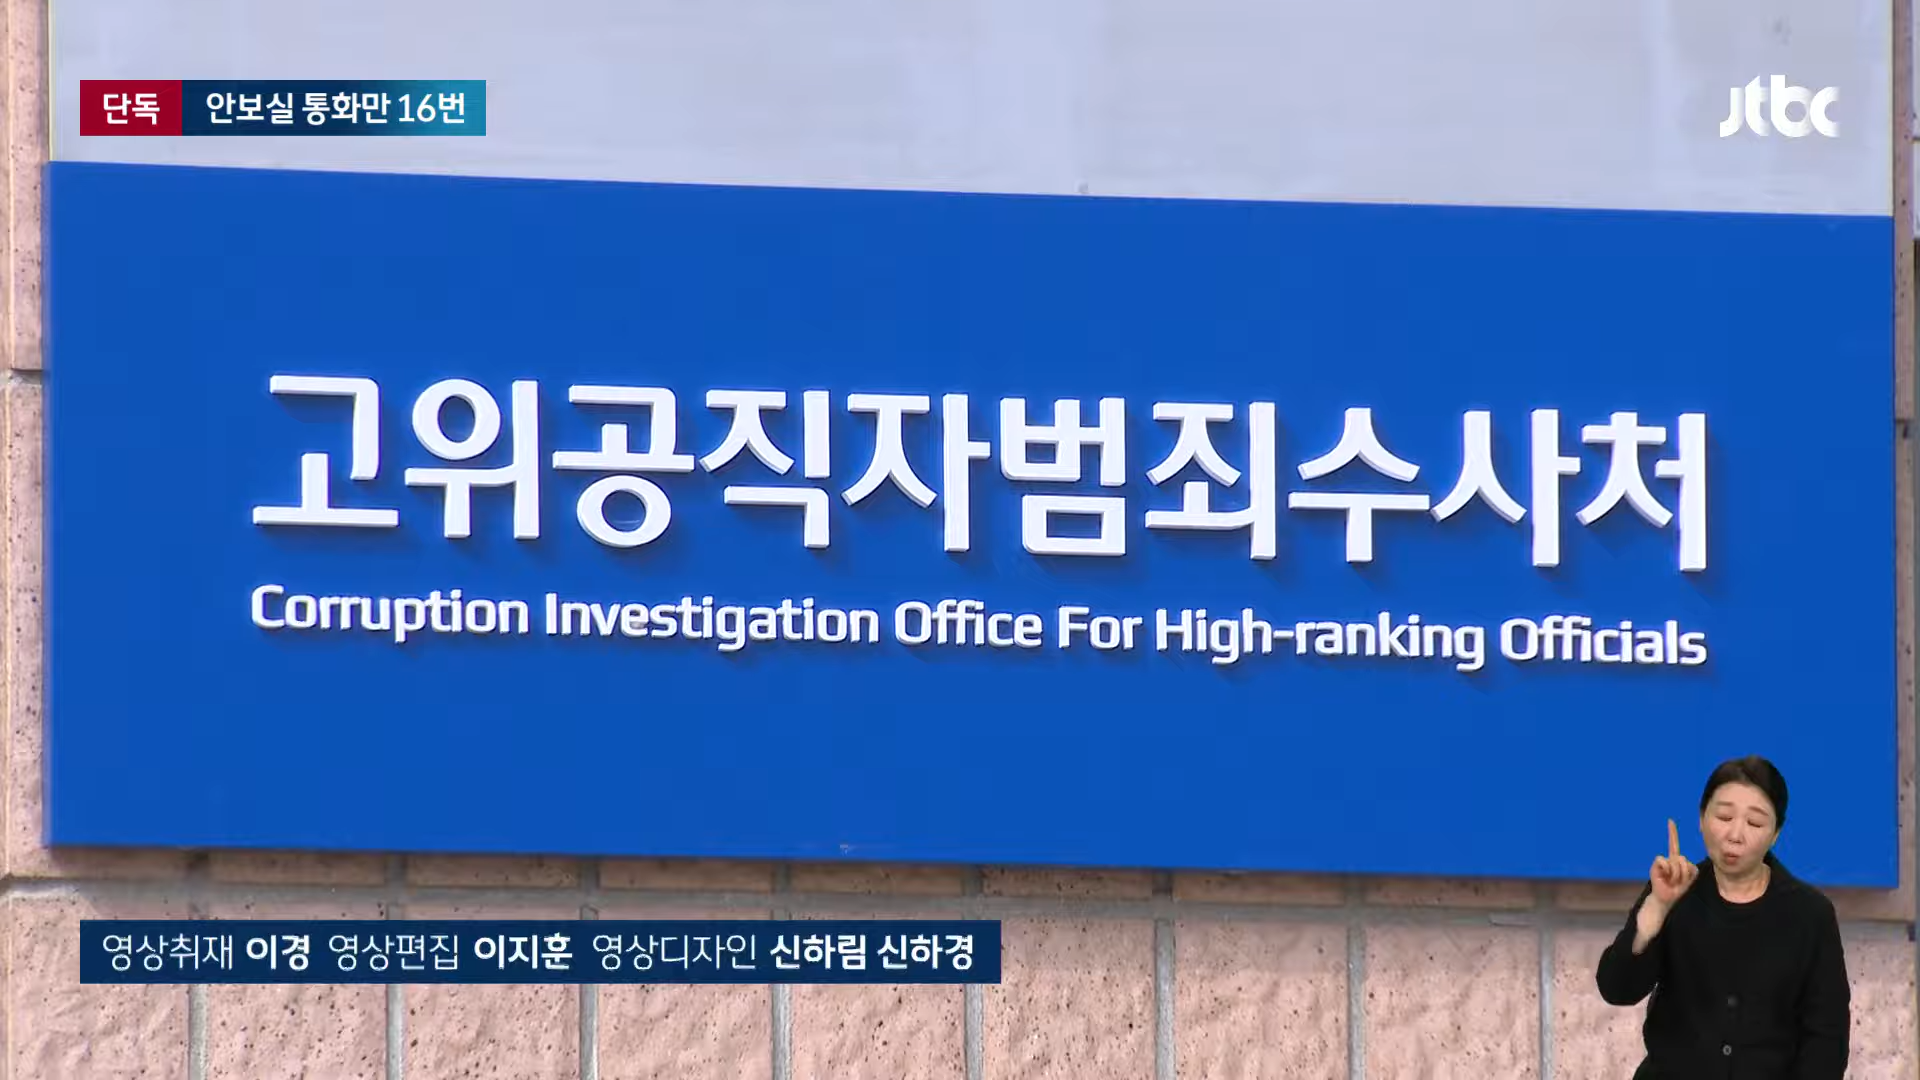 단독 안보실 통화만 16번
jtbc
고위공직자범죄수사처
Corruption Investigation Office For High-ranking Officials
영상취재 이경 영상편집 이지훈 영상디자인 신하림 신하경